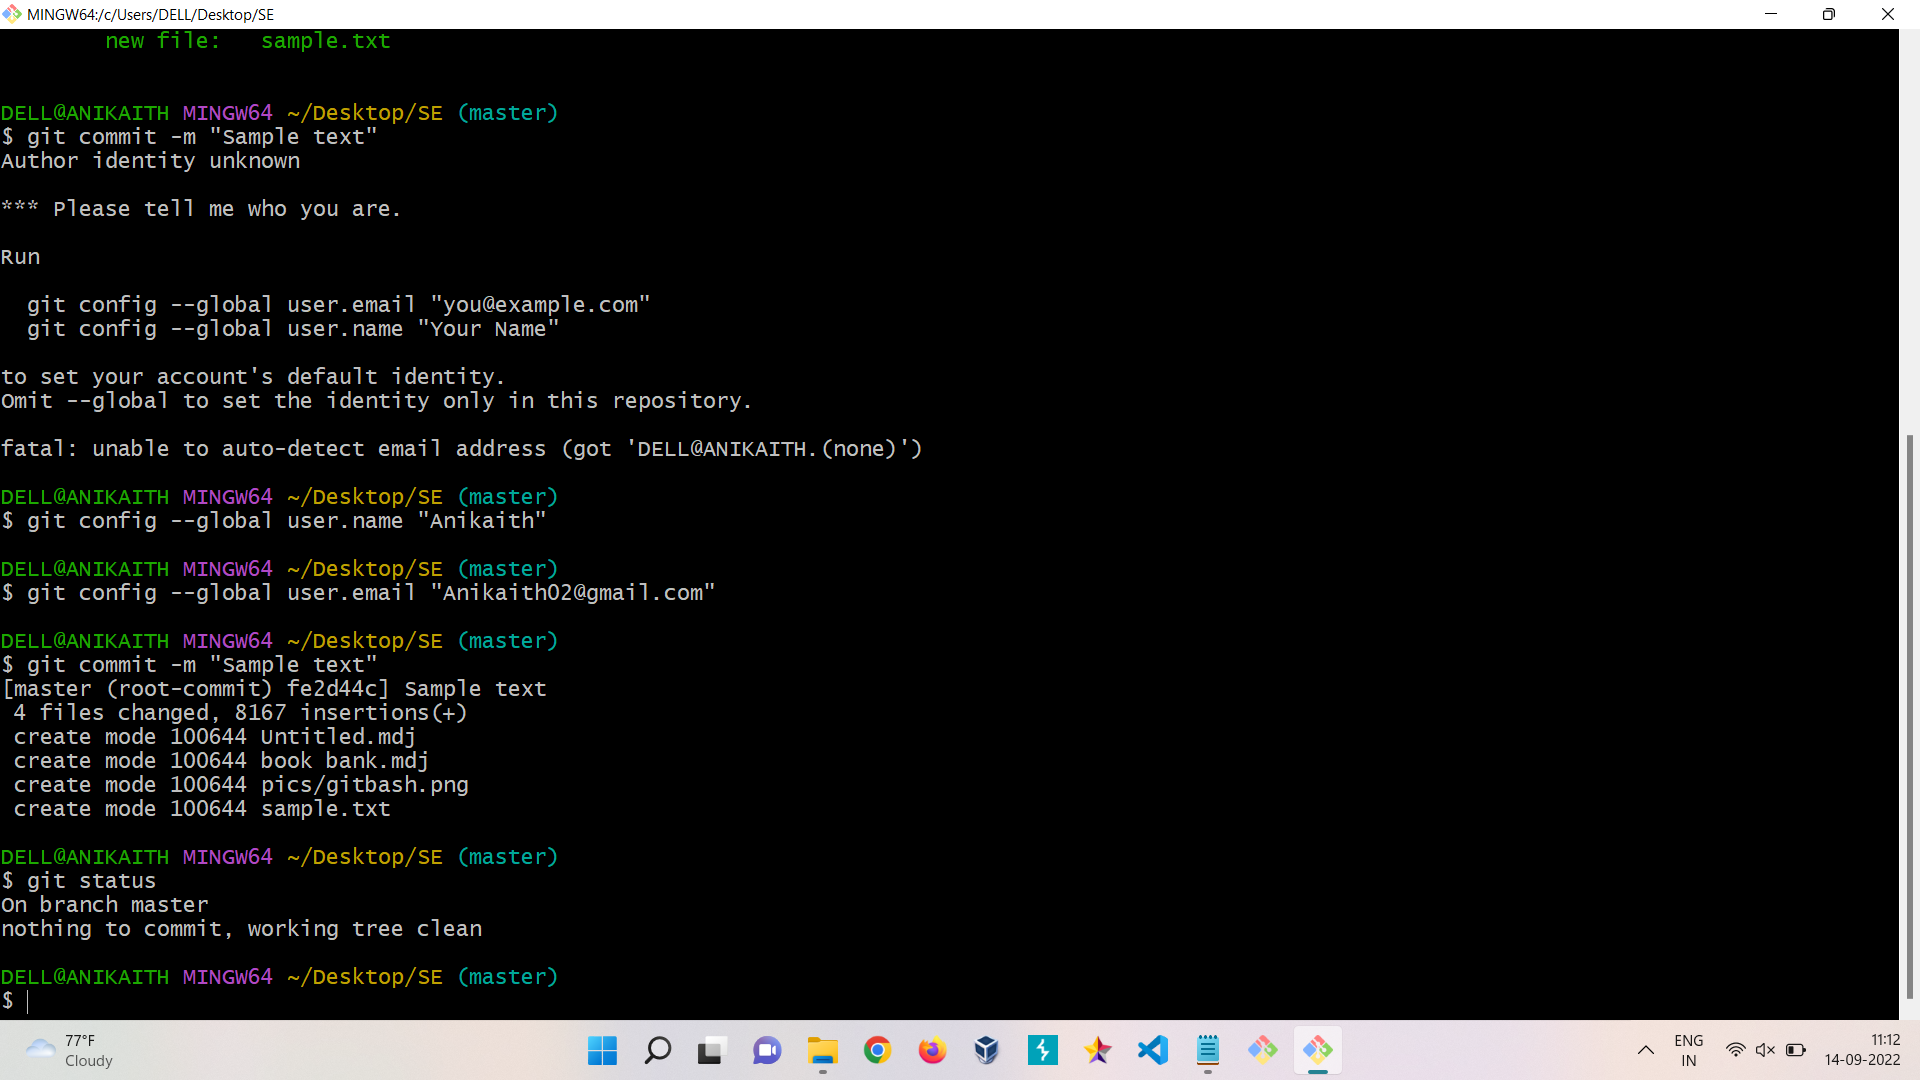 MINGW64:/c/Users/DELL/Desktop/SE
new file:   sample.txt
DELL@ANIKAITH MINGW64 ~/Desktop/SE (master)
$ git commit -m "Sample text"
Author identity unknown
*** Please tell me who you are.
Run
git config --global user.email "you@example.com"
git config --global user.name "Your Name"
to set your account's default identity.
Omit --global to set the identity only in this repository.
fatal: unable to auto-detect email address (got 'DELL@ANIKAITH.(none)')
DELL@ANIKAITH MINGW64 ~/Desktop/SE (master)
$ git config --global user.name "Anikaith"
DELL@ANIKAITH MINGW64 ~/Desktop/SE (master)
$ git config --global user.email "Anikaith02@gmail.com"
DELL@ANIKAITH MINGW64 ~/Desktop/SE (master)
$ git commit -m "Sample text"
[master (root-commit) fe2d44c] Sample text
4 files changed, 8167 insertions(+)
create mode 100644 Untitled.mdj
create mode 100644 book bank.mdj
create mode 100644 pics/gitbash.png
create mode 100644 sample.txt
DELL@ANIKAITH MINGW64 ~/Desktop/SE (master)
$ git status
On branch master
nothing to commit, working tree clean
DELL@ANIKAITH MINGW64 ~/Desktop/SE (master)
$
77°F
Cloudy
ENG
IN
11:12
14-09-2022